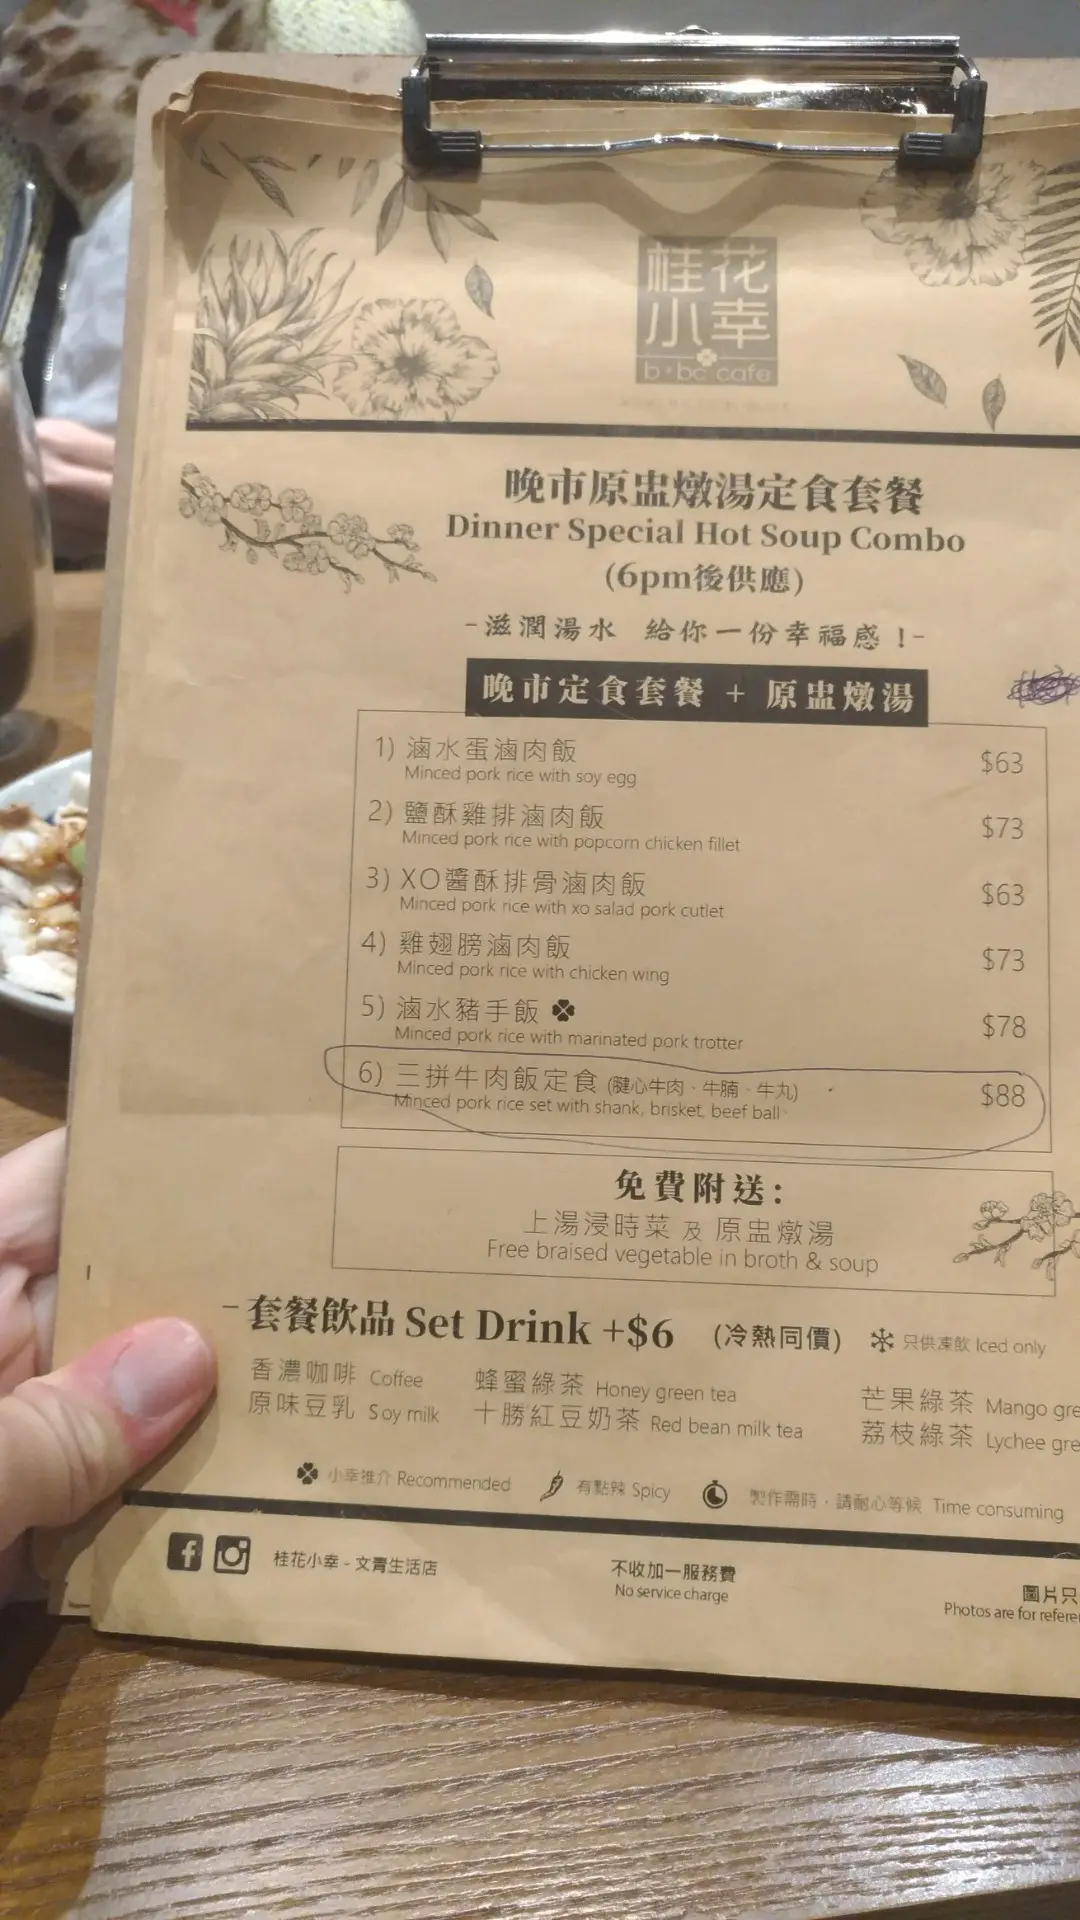 桂花
小幸
b·bc cafe
晚市原盅燉湯定食套餐
Dinner Special Hot Soup Combo
(6pm後供應)
-滋潤湯水 給你一份幸福感！-
晚市定食套餐 + 原盅燉湯
1) 滷水蛋滷肉飯 $63
Minced pork rice with soy egg
2) 鹽酥雞排滷肉飯 $73
Minced pork rice with popcorn chicken fillet
3) XO醬酥排骨滷肉飯 $63
Minced pork rice with xo salad pork cutlet
4) 雞翅膀滷肉飯 $73
Minced pork rice with chicken wing
5) 滷水豬手飯 $78
Minced pork rice with marinated pork trotter
6) 三拼牛肉飯定食 (腱心牛肉、牛腩、牛丸) $88
Minced pork rice set with shank, brisket, beef ball
免費附送：
上湯浸時菜 及 原盅燉湯
Free braised vegetable in broth & soup
-套餐飲品 Set Drink +$6 (冷熱同價) 只供凍飲 Iced only
香濃咖啡 Coffee 蜂蜜綠茶 Honey green tea 芒果綠茶 Mango gre
原味豆乳 Soy milk 十勝紅豆奶茶 Red bean milk tea 荔枝綠茶 Lychee gre
小幸推介 Recommended 有點辣 Spicy 製作需時，請耐心等候 Time consuming
桂花小幸 - 文青生活店 不收加一服務費 圖片只
No service charge Photos are for refere